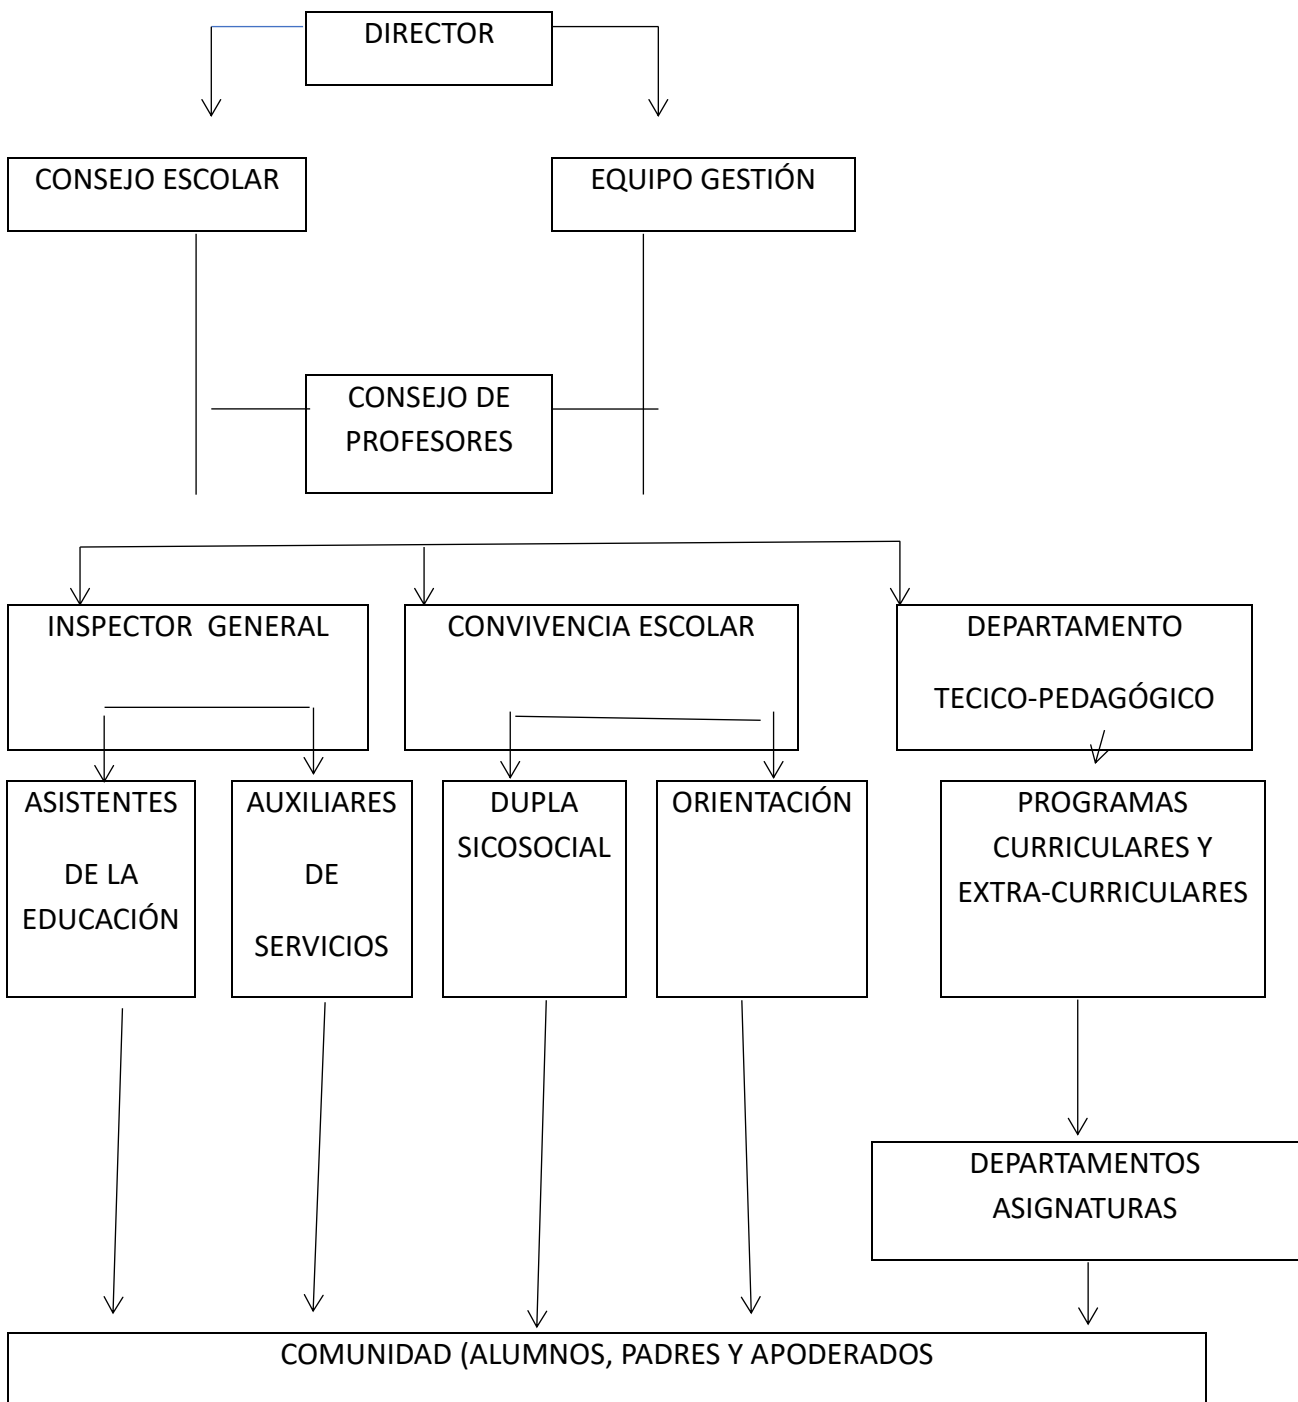 DIRECTOR
CONSEJO ESCOLAR
EQUIPO GESTIÓN
CONSEJO DE
PROFESORES
INSPECTOR  GENERAL
CONVIVENCIA ESCOLAR
DEPARTAMENTO
TECICO-PEDAGÓGICO
ASISTENTES
DE LA
EDUCACIÓN
AUXILIARES
DE
SERVICIOS
DUPLA
SICOSOCIAL
ORIENTACIÓN
PROGRAMAS
CURRICULARES Y
EXTRA-CURRICULARES
DEPARTAMENTOS
ASIGNATURAS
COMUNIDAD (ALUMNOS, PADRES Y APODERADOS